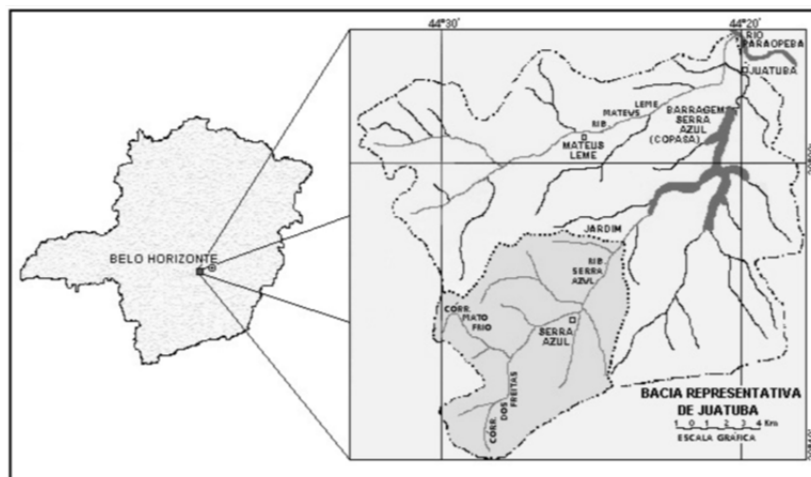 44°30'
44°20'
RIO
PARAOPEBA
JUATUBA
LEME
MATEUS
RIB.
MATEUS
LEME
BARRAGEM
SERRA
AZUL
(COPASA)
BELO HORIZONTE
JARDIM
RIB.
SERRA
AZUL
CORR.
MATO
FRIO
SERRA
AZUL
CORR. DOS FREITAS
BACIA REPRESENTATIVA
DE JUATUBA
1 0 1 2 3 4 Km
ESCALA GRÁFICA